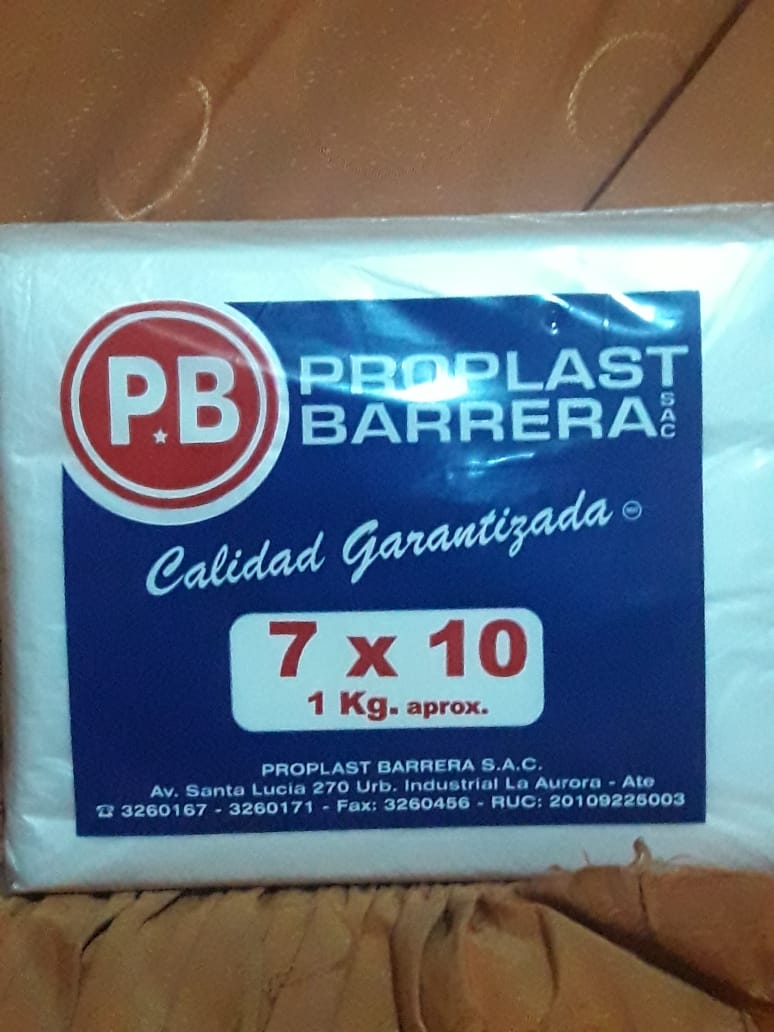 P.B
PROPLAST
BARRERA SAC
Calidad Garantizada
7 x 10
1 Kg. aprox.
PROPLAST BARRERA S.A.C.
Av. Santa Lucia 270 Urb. Industrial La Aurora - Ate
☎ 3260167 - 3260171 - Fax: 3260456 - RUC: 20109225003